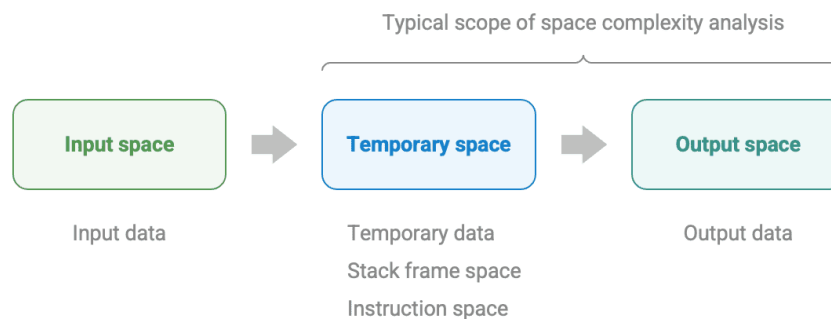 Typical scope of space complexity analysis
Input space
Temporary space
Output space
Input data
Temporary data
Output data
Stack frame space
Instruction space